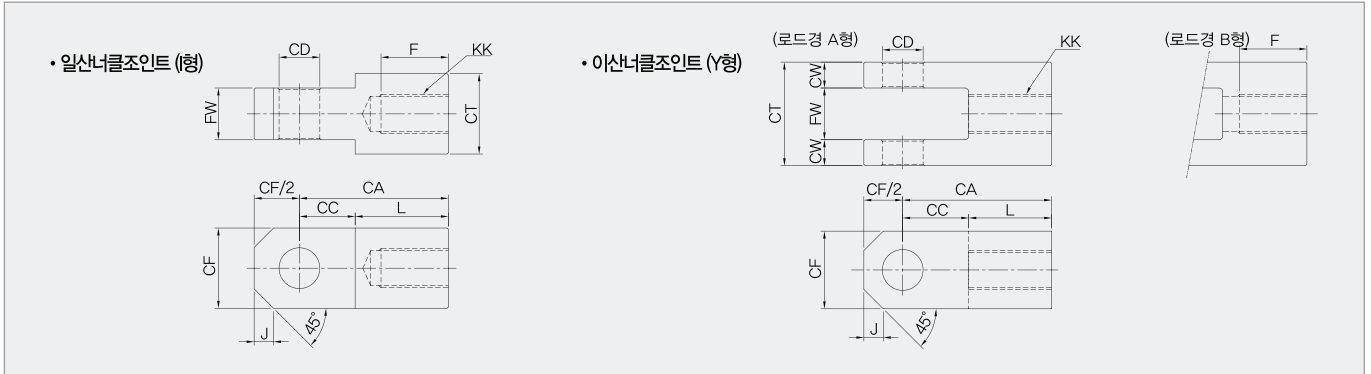 • 일산너클조인트 (I형)
CD
F
KK
FW
CT
CF/2
CA
CC
L
CF
J
45°
• 이산너클조인트 (Y형)
(로드경 A형)
CD
KK
CW
FW
CW
CT
CF/2
CA
CC
L
CF
J
45°
(로드경 B형)
F